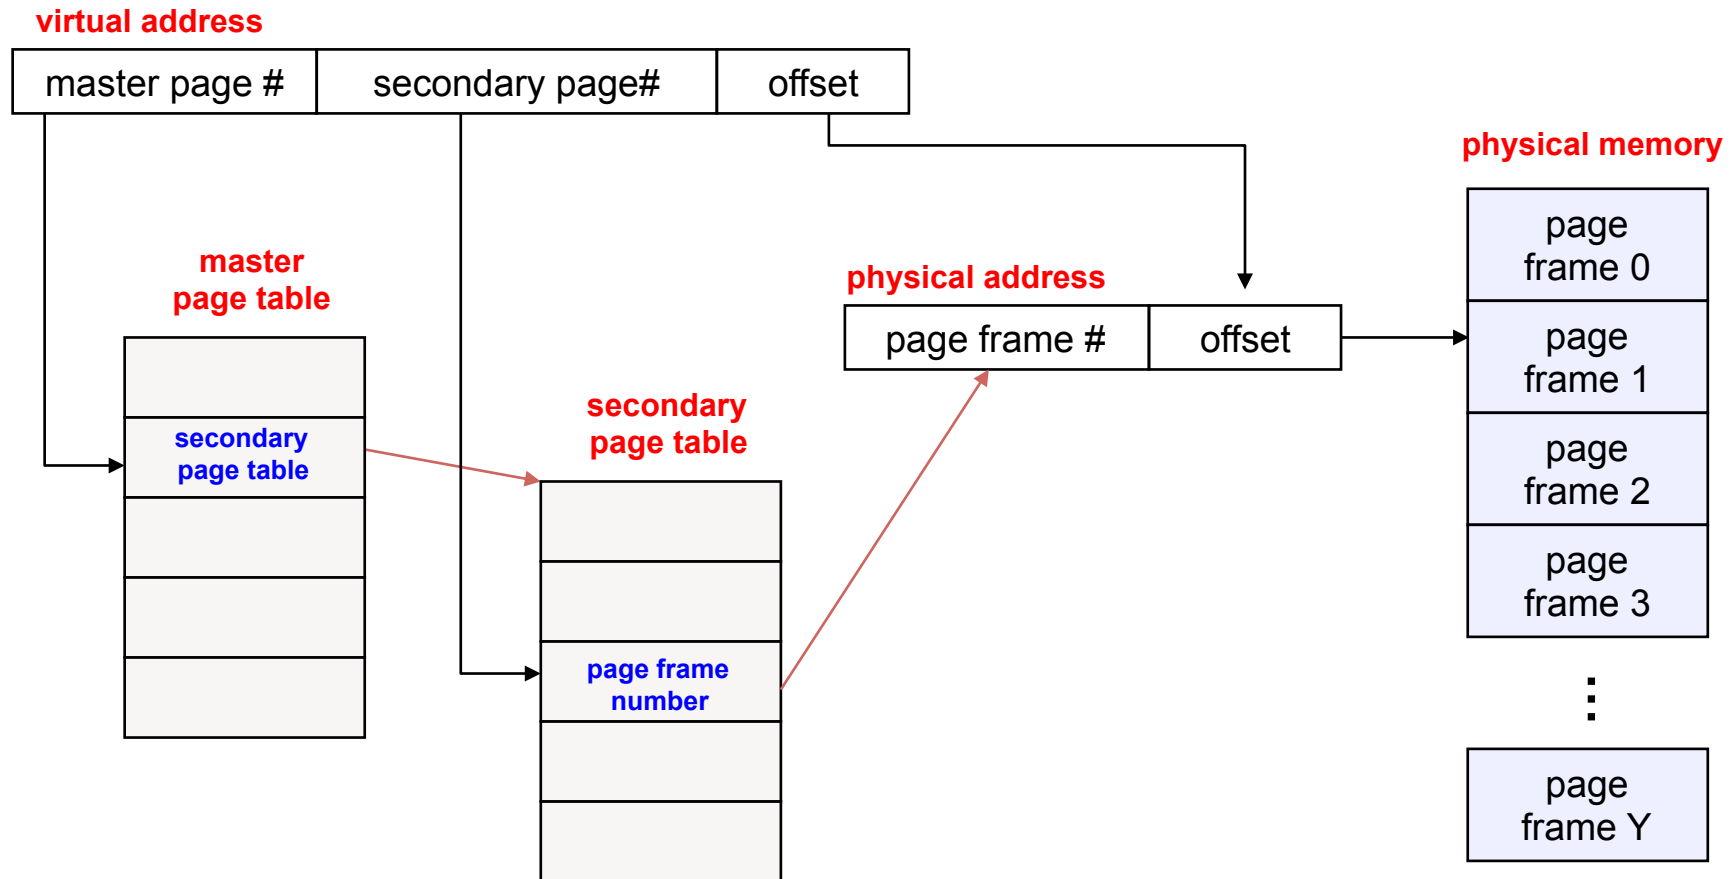 virtual address
master page #
secondary page#
offset
physical memory
master
page table
physical address
page frame #
offset
secondary
page table
secondary
page table
page frame
number
page
frame 0
page
frame 1
page
frame 2
page
frame 3
⋮
page
frame Y